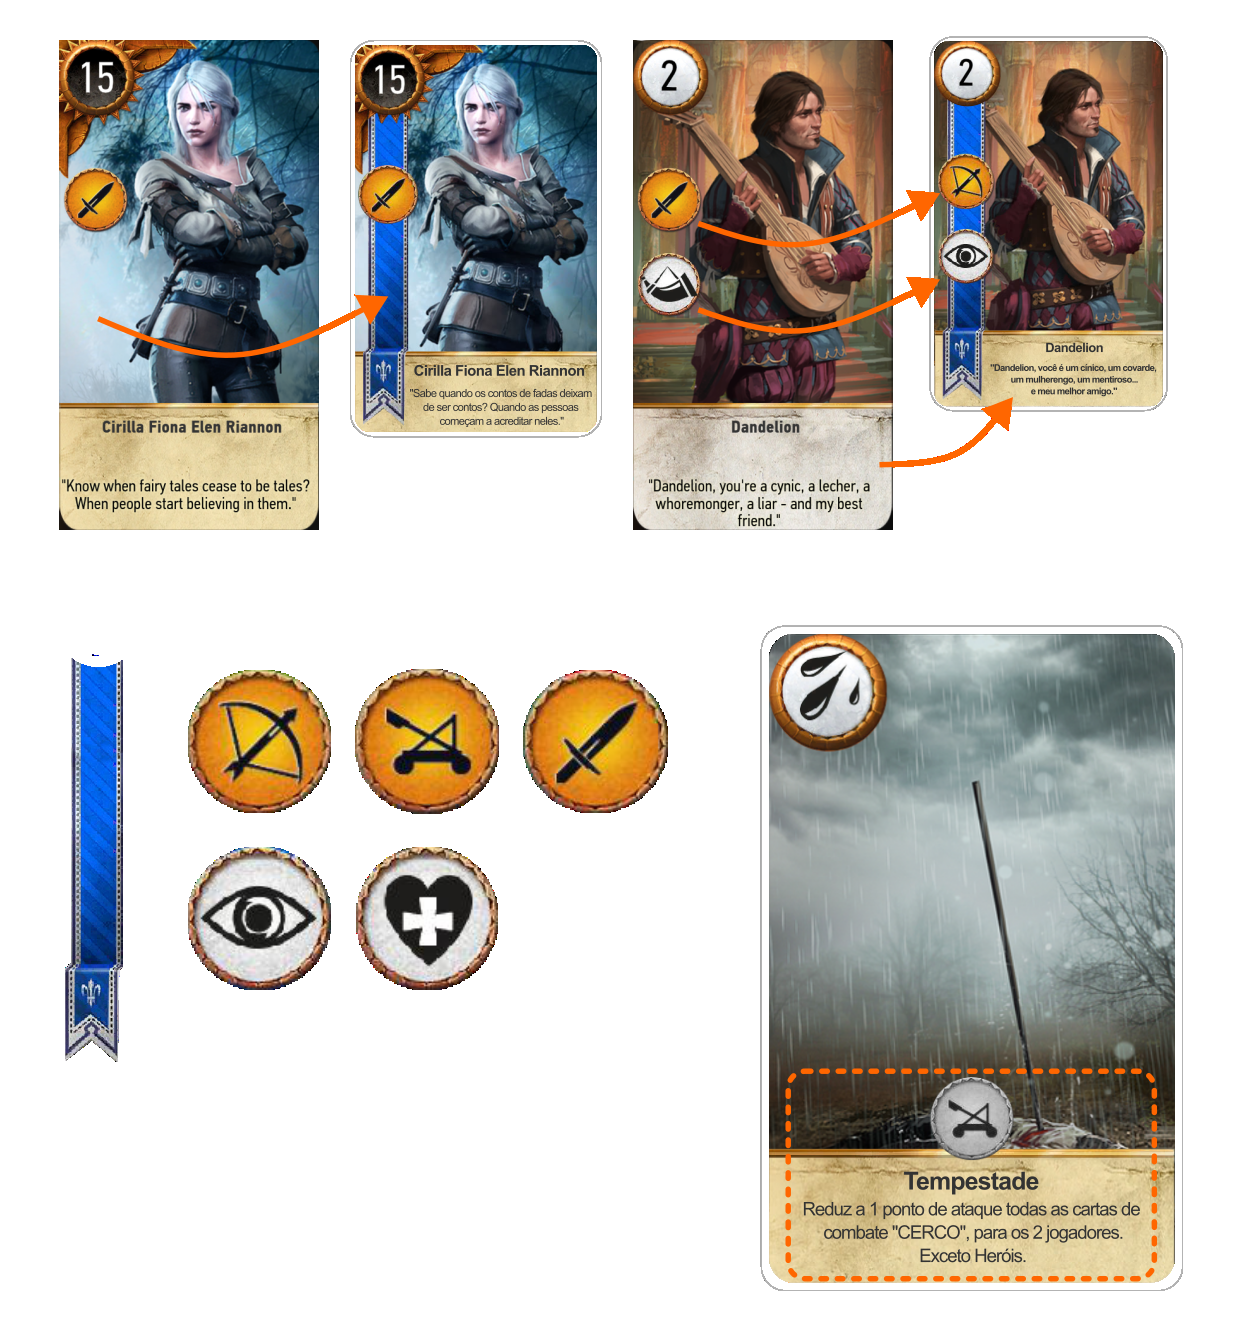 15
Cirilla Fiona Elen Riannon
"Know when fairy tales cease to be tales?
When people start believing in them."
15
Cirilla Fiona Elen Riannon
"Sabe quando os contos de fadas deixam
de ser contos? Quando as pessoas
começam a acreditar neles."
2
Dandelion
"Dandelion, you're a cynic, a lecher, a
whoremonger, a liar - and my best
friend."
2
Dandelion
"Dandelion, você é um cínico, um covarde,
um mulherengo, um mentiroso...
e meu melhor amigo."
Tempestade
Reduz a 1 ponto de ataque todas as cartas de
combate "CERCO", para os 2 jogadores.
Exceto Heróis.